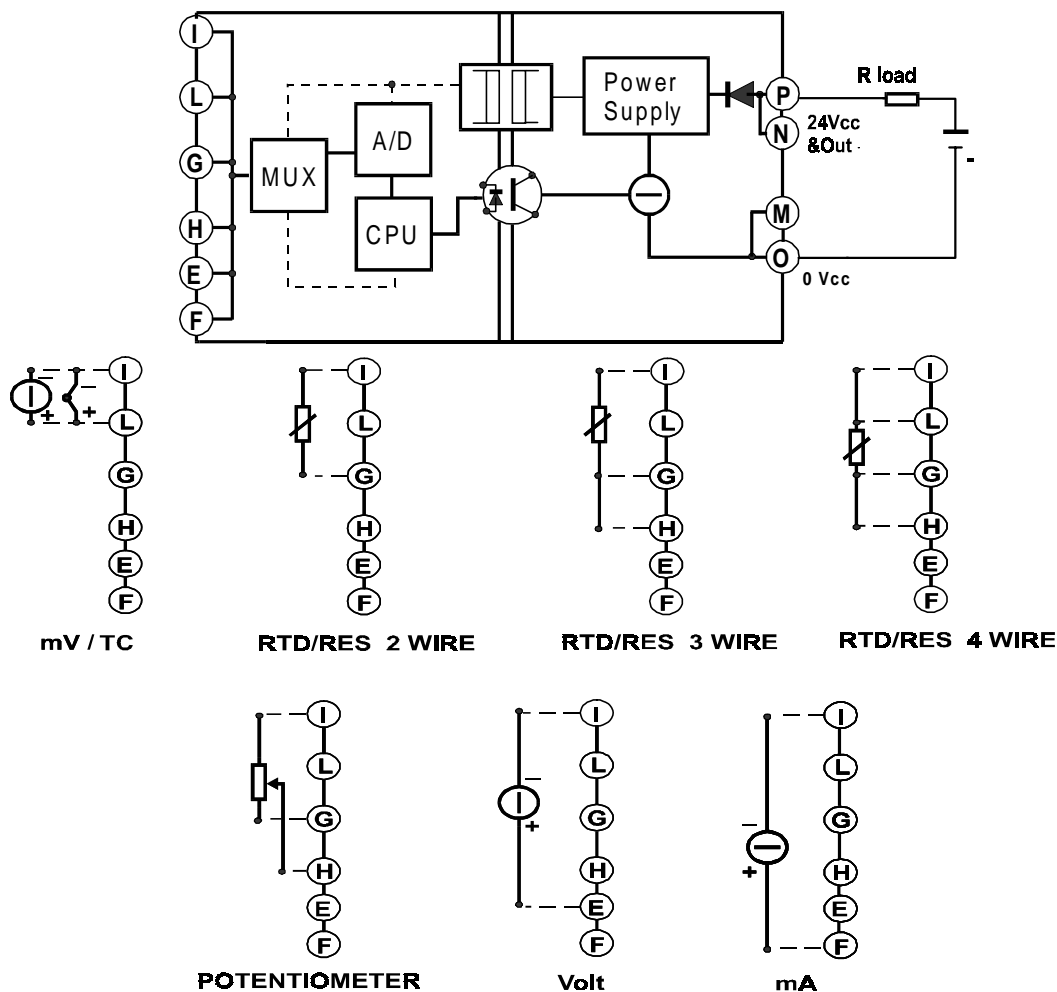 I
L
G
H
E
F
MUX
A/D
CPU
Power
Supply
P
N
M
O
24Vcc
&Out -
0 Vcc
R load
-
I
L
G
H
E
F
− +
− +
mV / TC
I
L
G
H
E
F
RTD/RES 2 WIRE
I
L
G
H
E
F
RTD/RES 3 WIRE
I
L
G
H
E
F
RTD/RES 4 WIRE
I
L
G
H
E
F
POTENTIOMETER
I
L
G
H
E
F
−
+
Volt
I
L
G
H
E
F
−
+
mA